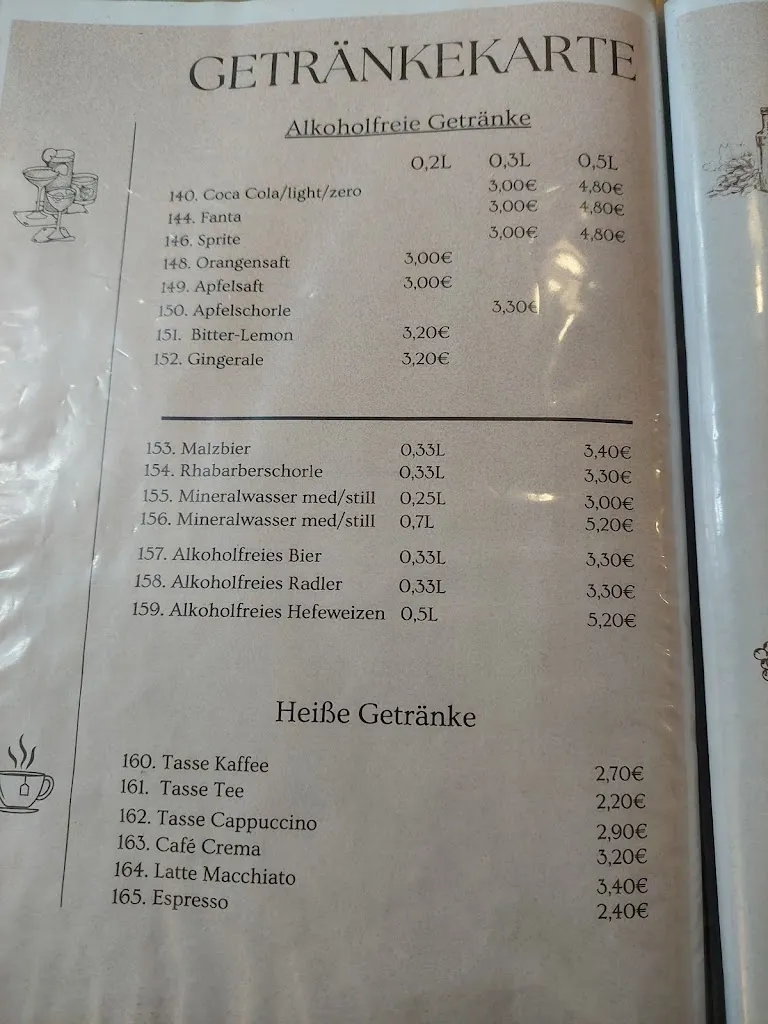 GETRÄNKEKARTE
Alkoholfreie Getränke
0,2L 0,3L 0,5L
140. Coca Cola/light/zero 3,00€ 4,80€
144. Fanta 3,00€ 4,80€
146. Sprite 3,00€ 4,80€
148. Orangensaft 3,00€
149. Apfelsaft 3,00€
150. Apfelschorle 3,30€
151. Bitter-Lemon 3,20€
152. Gingerale 3,20€
153. Malzbier 0,33L 3,40€
154. Rhabarberschorle 0,33L 3,30€
155. Mineralwasser med/still 0,25L 3,00€
156. Mineralwasser med/still 0,7L 5,20€
157. Alkoholfreies Bier 0,33L 3,30€
158. Alkoholfreies Radler 0,33L 3,30€
159. Alkoholfreies Hefeweizen 0,5L 5,20€
Heiße Getränke
160. Tasse Kaffee 2,70€
161. Tasse Tee 2,20€
162. Tasse Cappuccino 2,90€
163. Café Crema 3,20€
164. Latte Macchiato 3,40€
165. Espresso 2,40€